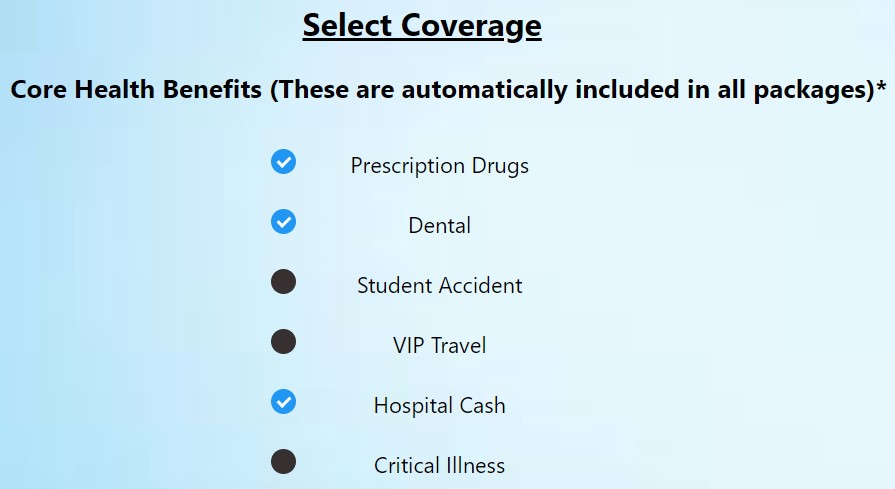 Select Coverage
Core Health Benefits (These are automatically included in all packages)*
Prescription Drugs
Dental
Student Accident
VIP Travel
Hospital Cash
Critical Illness